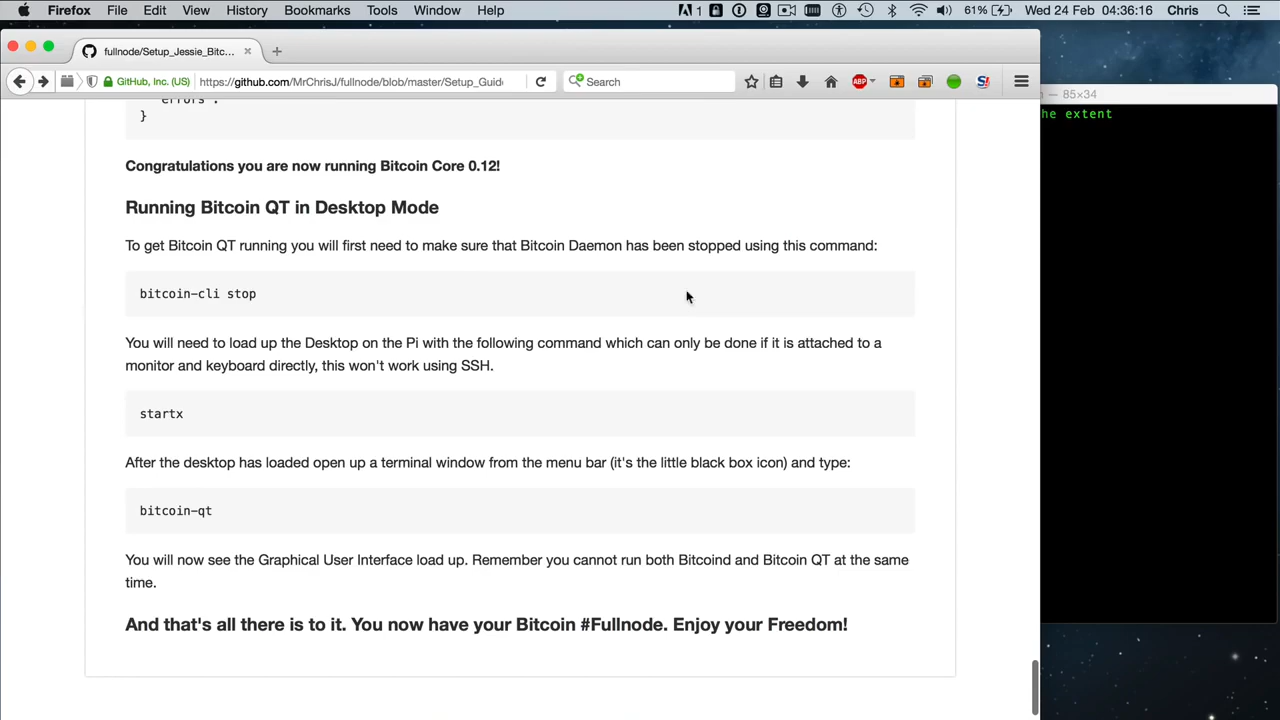 Firefox File Edit View History Bookmarks Tools Window Help 1 61% Wed 24 Feb 04:36:16 Chris
fullnode/Setup_Jessie_Bitc...
— 85×34
GitHub, Inc. (US) https://github.com/MrChrisJ/fullnode/blob/master/Setup_Guid Search ABP
he extent
errors :
}
Congratulations you are now running Bitcoin Core 0.12!
Running Bitcoin QT in Desktop Mode
To get Bitcoin QT running you will first need to make sure that Bitcoin Daemon has been stopped using this command:
bitcoin-cli stop
You will need to load up the Desktop on the Pi with the following command which can only be done if it is attached to a
monitor and keyboard directly, this won't work using SSH.
startx
After the desktop has loaded open up a terminal window from the menu bar (it's the little black box icon) and type:
bitcoin-qt
You will now see the Graphical User Interface load up. Remember you cannot run both Bitcoind and Bitcoin QT at the same
time.
And that's all there is to it. You now have your Bitcoin #Fullnode. Enjoy your Freedom!